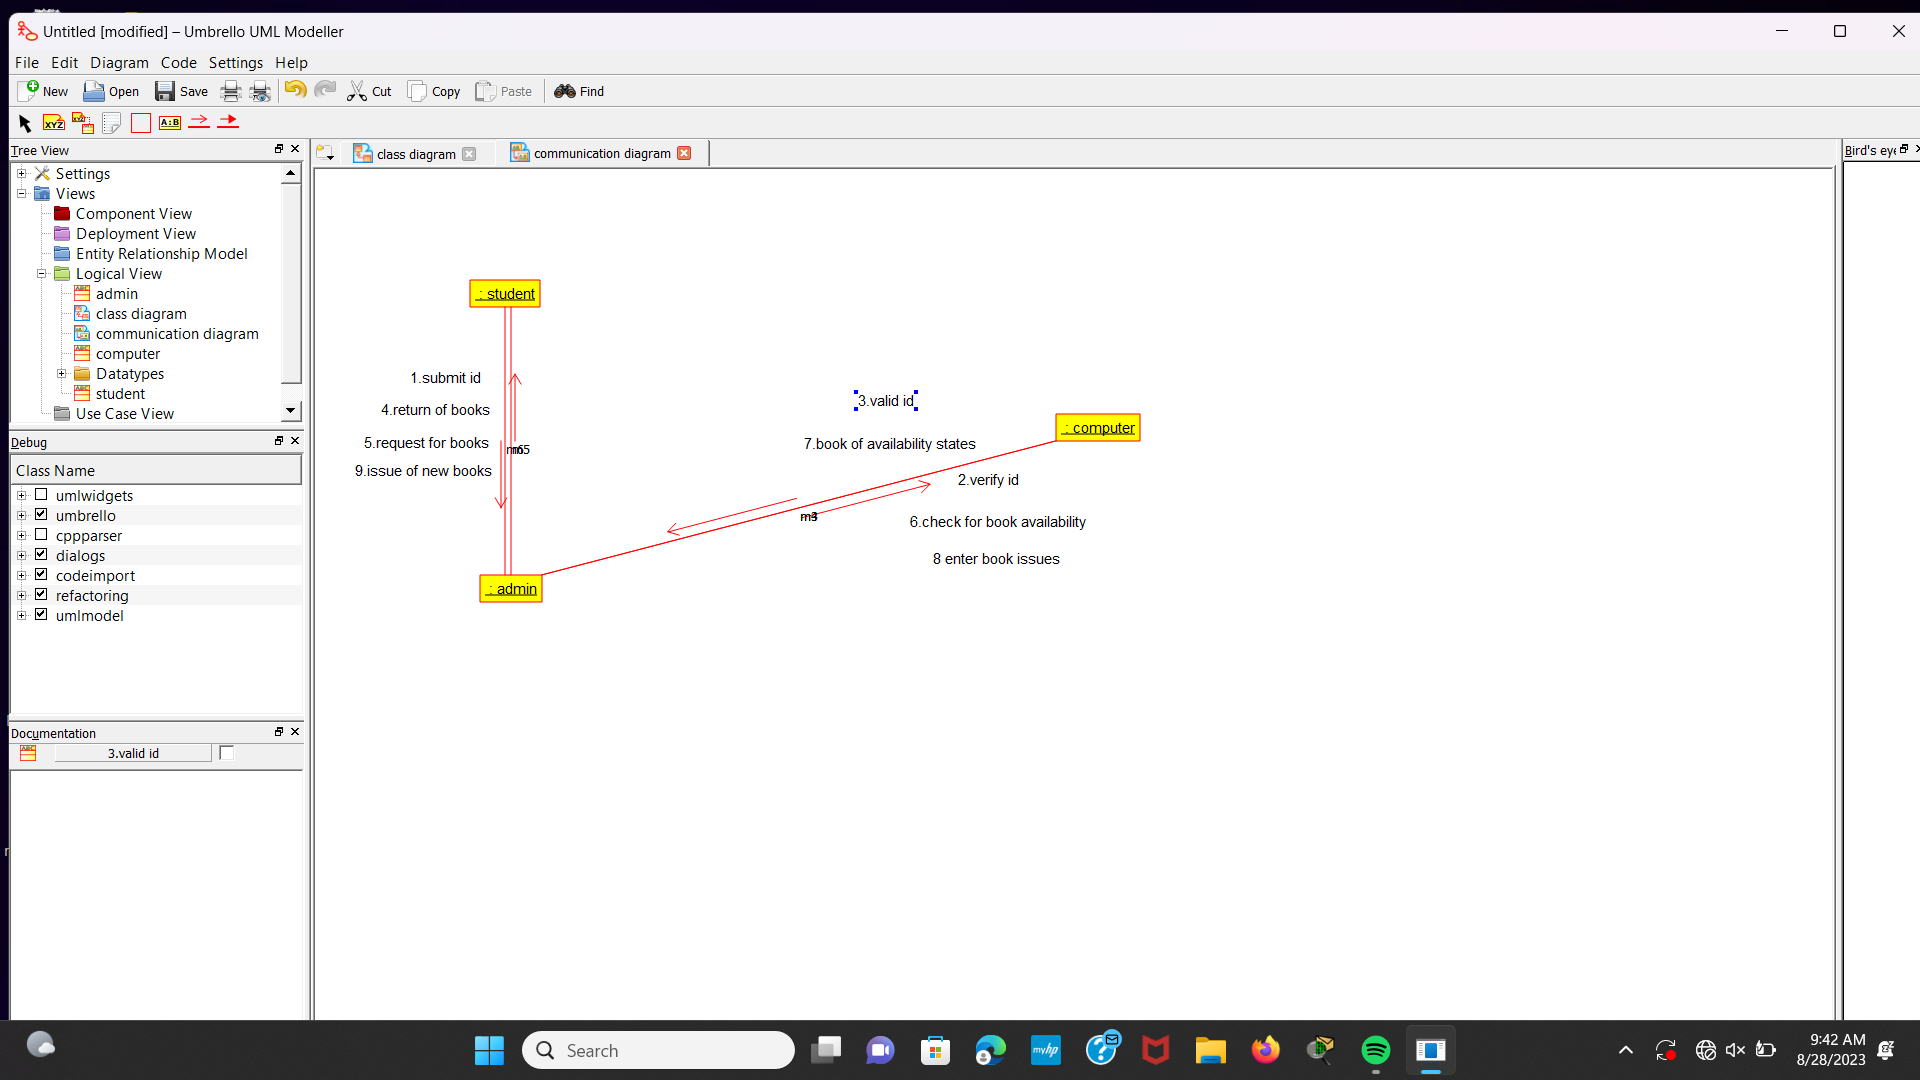 Untitled [modified] – Umbrello UML Modeller
File Edit Diagram Code Settings Help
New Open Save Cut Copy Paste Find
XYZ XYZ A:B
Tree View
class diagram communication diagram
Bird's eye
Settings
Views
Component View
Deployment View
Entity Relationship Model
Logical View
admin
class diagram
communication diagram
computer
Datatypes
student
Use Case View
Debug
Class Name
umlwidgets
umbrello
cppparser
dialogs
codeimport
refactoring
umlmodel
Documentation
3.valid id
: student
1.submit id
4.return of books
5.request for books
9.issue of new books
3.valid id
7.book of availability states
: computer
2.verify id
6.check for book availability
8 enter book issues
: admin
Search
myhp
9:42 AM
8/28/2023